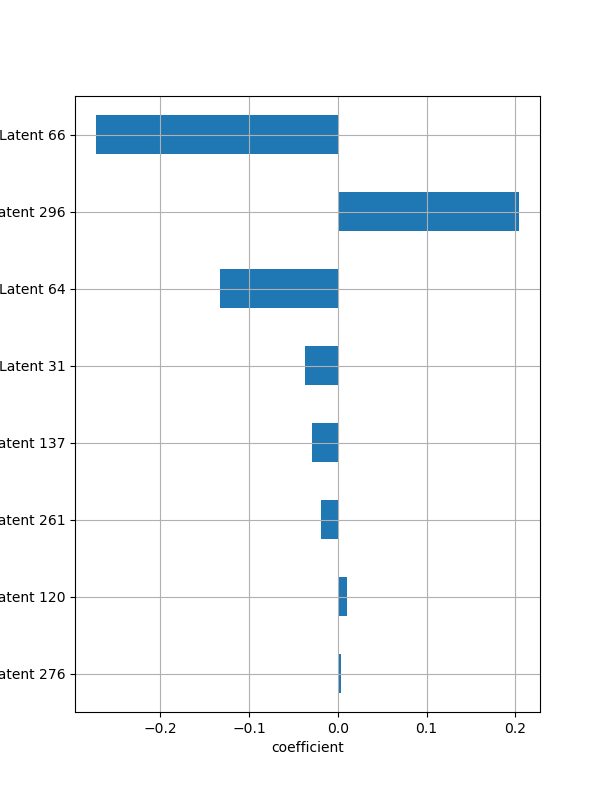 Latent 66
atent 296
Latent 64
Latent 31
atent 137
atent 261
atent 120
atent 276
−0.2 −0.1 0.0 0.1 0.2
coefficient